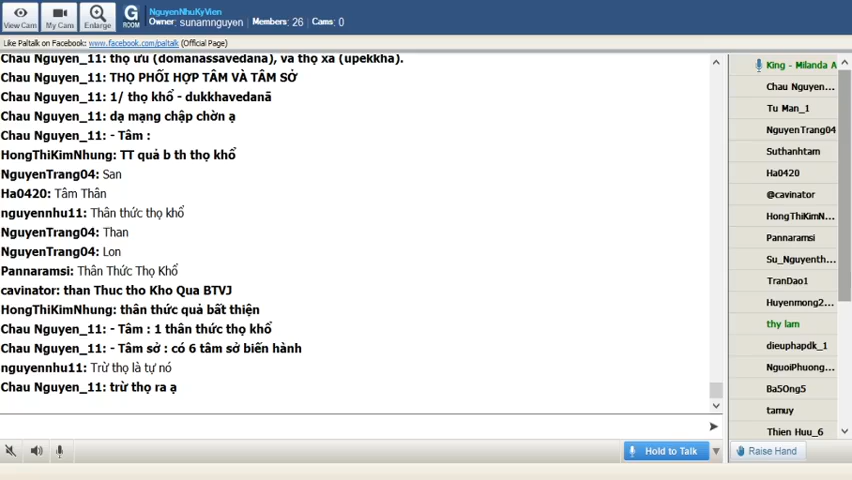 View Cam
My Cam
Enlarge
G
ROOM
NguyenNhuKyVien
Owner: sunamnguyen Members: 26 Cams: 0
Like Paltalk on Facebook: www.facebook.com/paltalk (Official Page)
Chau Nguyen_11: thọ ưu (domanassavedana), và thọ xả (upekkha).
Chau Nguyen_11: THỌ PHỐI HỢP TÂM VÀ TÂM SỞ
Chau Nguyen_11: 1/ thọ khổ - dukkhavedanã
Chau Nguyen_11: dạ mạng chập chờn ạ
Chau Nguyen_11: - Tâm :
HongThiKimNhung: TT quả b th thọ khổ
NguyenTrang04: San
Ha0420: Tâm Thân
nguyennhu11: Thân thức thọ khổ
NguyenTrang04: Than
NguyenTrang04: Lon
Pannaramsi: Thân Thức Thọ Khổ
cavinator: than Thuc tho Kho Qua BTVJ
HongThiKimNhung: thân thức quả bất thiện
Chau Nguyen_11: - Tâm : 1 thân thức thọ khổ
Chau Nguyen_11: - Tâm sở : có 6 tâm sở biến hành
nguyennhu11: Trừ thọ là tự nó
Chau Nguyen_11: trừ thọ ra ạ
Hold to Talk
King - Milanda A
Chau Nguyen...
Tu Man_1
NguyenTrang04
Suthanhtam
Ha0420
@cavinator
HongThiKimN...
Pannaramsi
Su_Nguyenth...
TranDao1
Huyenmong2...
thy lam
dieuphapdk_1
NguoiPhuong...
Ba5Ong5
tamuy
Thien Huu_6
Raise Hand